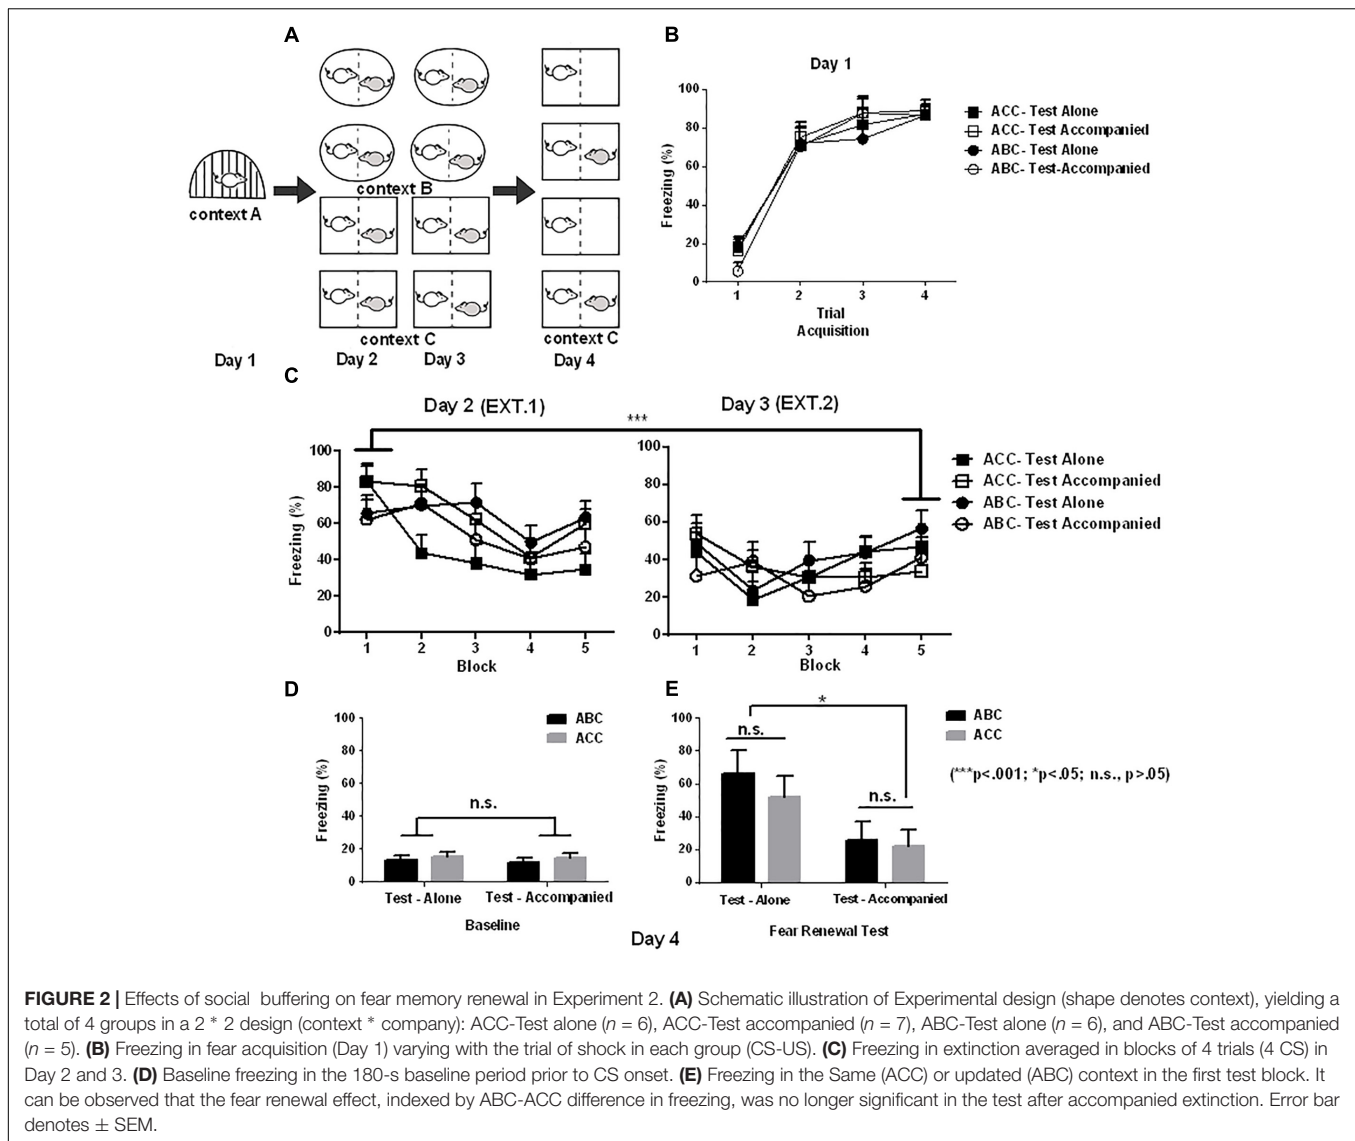 A
context A
context B
context C
context C
Day 1
Day 2
Day 3
Day 4
B
Day 1
Freezing (%)
100
80
60
40
20
0
1 2 3 4
Trial
Acquisition
ACC- Test Alone
ACC- Test Accompanied
ABC- Test Alone
ABC- Test-Accompanied
C
Day 2 (EXT.1)
Day 3 (EXT.2)
***
Freezing (%)
100
80
60
40
20
0
1 2 3 4 5
Block
100
80
60
40
20
0
1 2 3 4 5
Block
ACC- Test Alone
ACC- Test Accompanied
ABC- Test Alone
ABC- Test Accompanied
D
Freezing (%)
100
80
60
40
20
0
ABC
ACC
n.s.
Test - Alone Test - Accompanied
Baseline
E
Freezing (%)
100
80
60
40
20
0
*
n.s.
n.s.
ABC
ACC
(***p<.001; *p<.05; n.s., p>.05)
Test - Alone Test - Accompanied
Fear Renewal Test
Day 4
FIGURE 2 | Effects of social buffering on fear memory renewal in Experiment 2. (A) Schematic illustration of Experimental design (shape denotes context), yielding a
total of 4 groups in a 2 * 2 design (context * company): ACC-Test alone (n = 6), ACC-Test accompanied (n = 7), ABC-Test alone (n = 6), and ABC-Test accompanied
(n = 5). (B) Freezing in fear acquisition (Day 1) varying with the trial of shock in each group (CS-US). (C) Freezing in extinction averaged in blocks of 4 trials (4 CS) in
Day 2 and 3. (D) Baseline freezing in the 180-s baseline period prior to CS onset. (E) Freezing in the Same (ACC) or updated (ABC) context in the first test block. It
can be observed that the fear renewal effect, indexed by ABC-ACC difference in freezing, was no longer significant in the test after accompanied extinction. Error bar
denotes ± SEM.